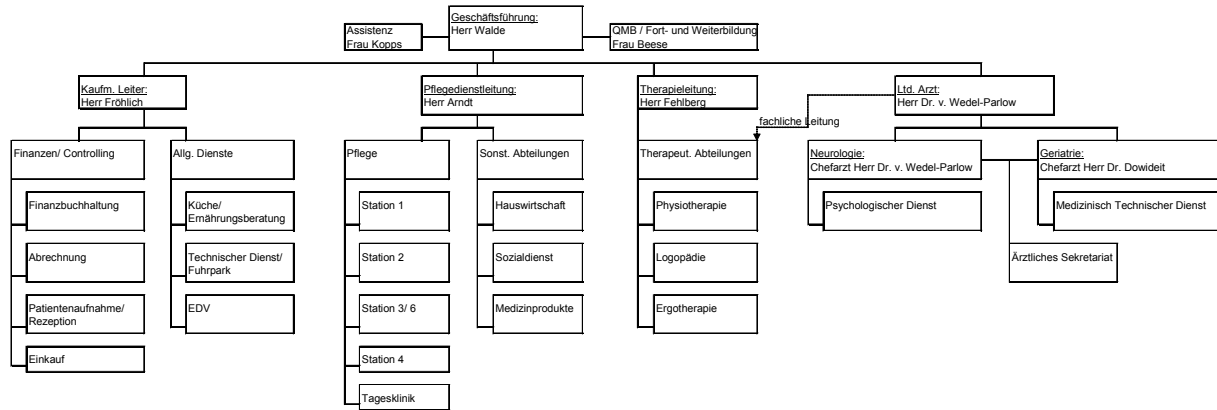 Geschäftsführung:
Herr Walde
Assistenz
Frau Kopps
QMB / Fort- und Weiterbildung
Frau Beese
Kaufm. Leiter:
Herr Fröhlich
Pflegedienstleitung:
Herr Arndt
Therapieleitung:
Herr Fehlberg
Ltd. Arzt:
Herr Dr. v. Wedel-Parlow
fachliche Leitung
Finanzen/ Controlling
Allg. Dienste
Pflege
Sonst. Abteilungen
Therapeut. Abteilungen
Neurologie:
Chefarzt Herr Dr. v. Wedel-Parlow
Geriatrie:
Chefarzt Herr Dr. Dowideit
Finanzbuchhaltung
Küche/
Ernährungsberatung
Station 1
Hauswirtschaft
Physiotherapie
Psychologischer Dienst
Medizinisch Technischer Dienst
Abrechnung
Technischer Dienst/
Fuhrpark
Station 2
Sozialdienst
Logopädie
Ärztliches Sekretariat
Patientenaufnahme/
Rezeption
EDV
Station 3/ 6
Medizinprodukte
Ergotherapie
Einkauf
Station 4
Tagesklinik